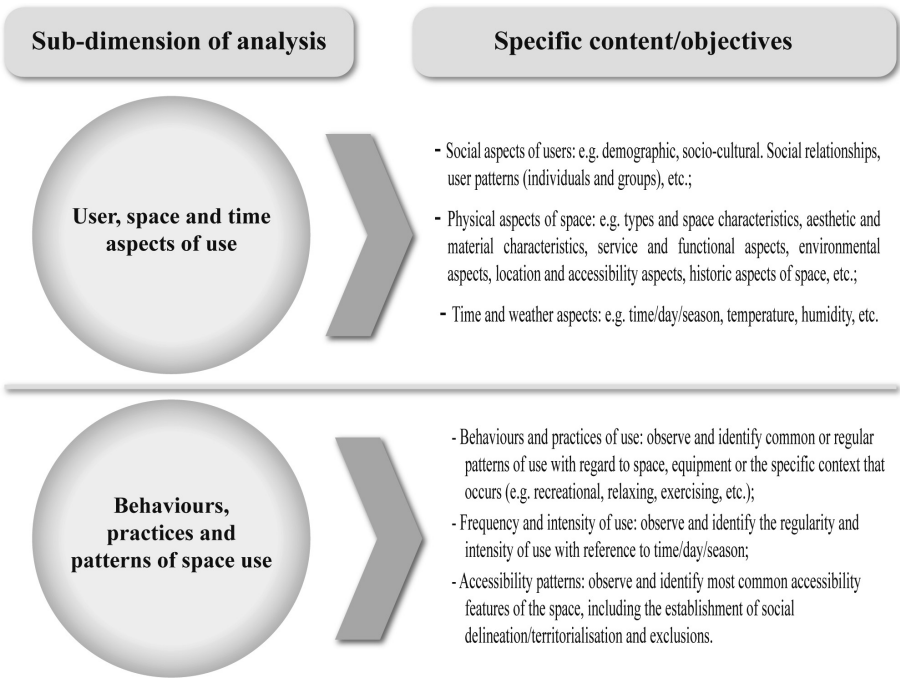 Sub-dimension of analysis
Specific content/objectives
User, space and time
aspects of use
- Social aspects of users: e.g. demographic, socio-cultural. Social relationships,
user patterns (individuals and groups), etc.;
- Physical aspects of space: e.g. types and space characteristics, aesthetic and
material characteristics, service and functional aspects, environmental
aspects, location and accessibility aspects, historic aspects of space, etc.;
- Time and weather aspects: e.g. time/day/season, temperature, humidity, etc.
Behaviours,
practices and
patterns of space use
- Behaviours and practices of use: observe and identify common or regular
patterns of use with regard to space, equipment or the specific context that
occurs (e.g. recreational, relaxing, exercising, etc.);
- Frequency and intensity of use: observe and identify the regularity and
intensity of use with reference to time/day/season;
- Accessibility patterns: observe and identify most common accessibility
features of the space, including the establishment of social
delineation/territorialisation and exclusions.